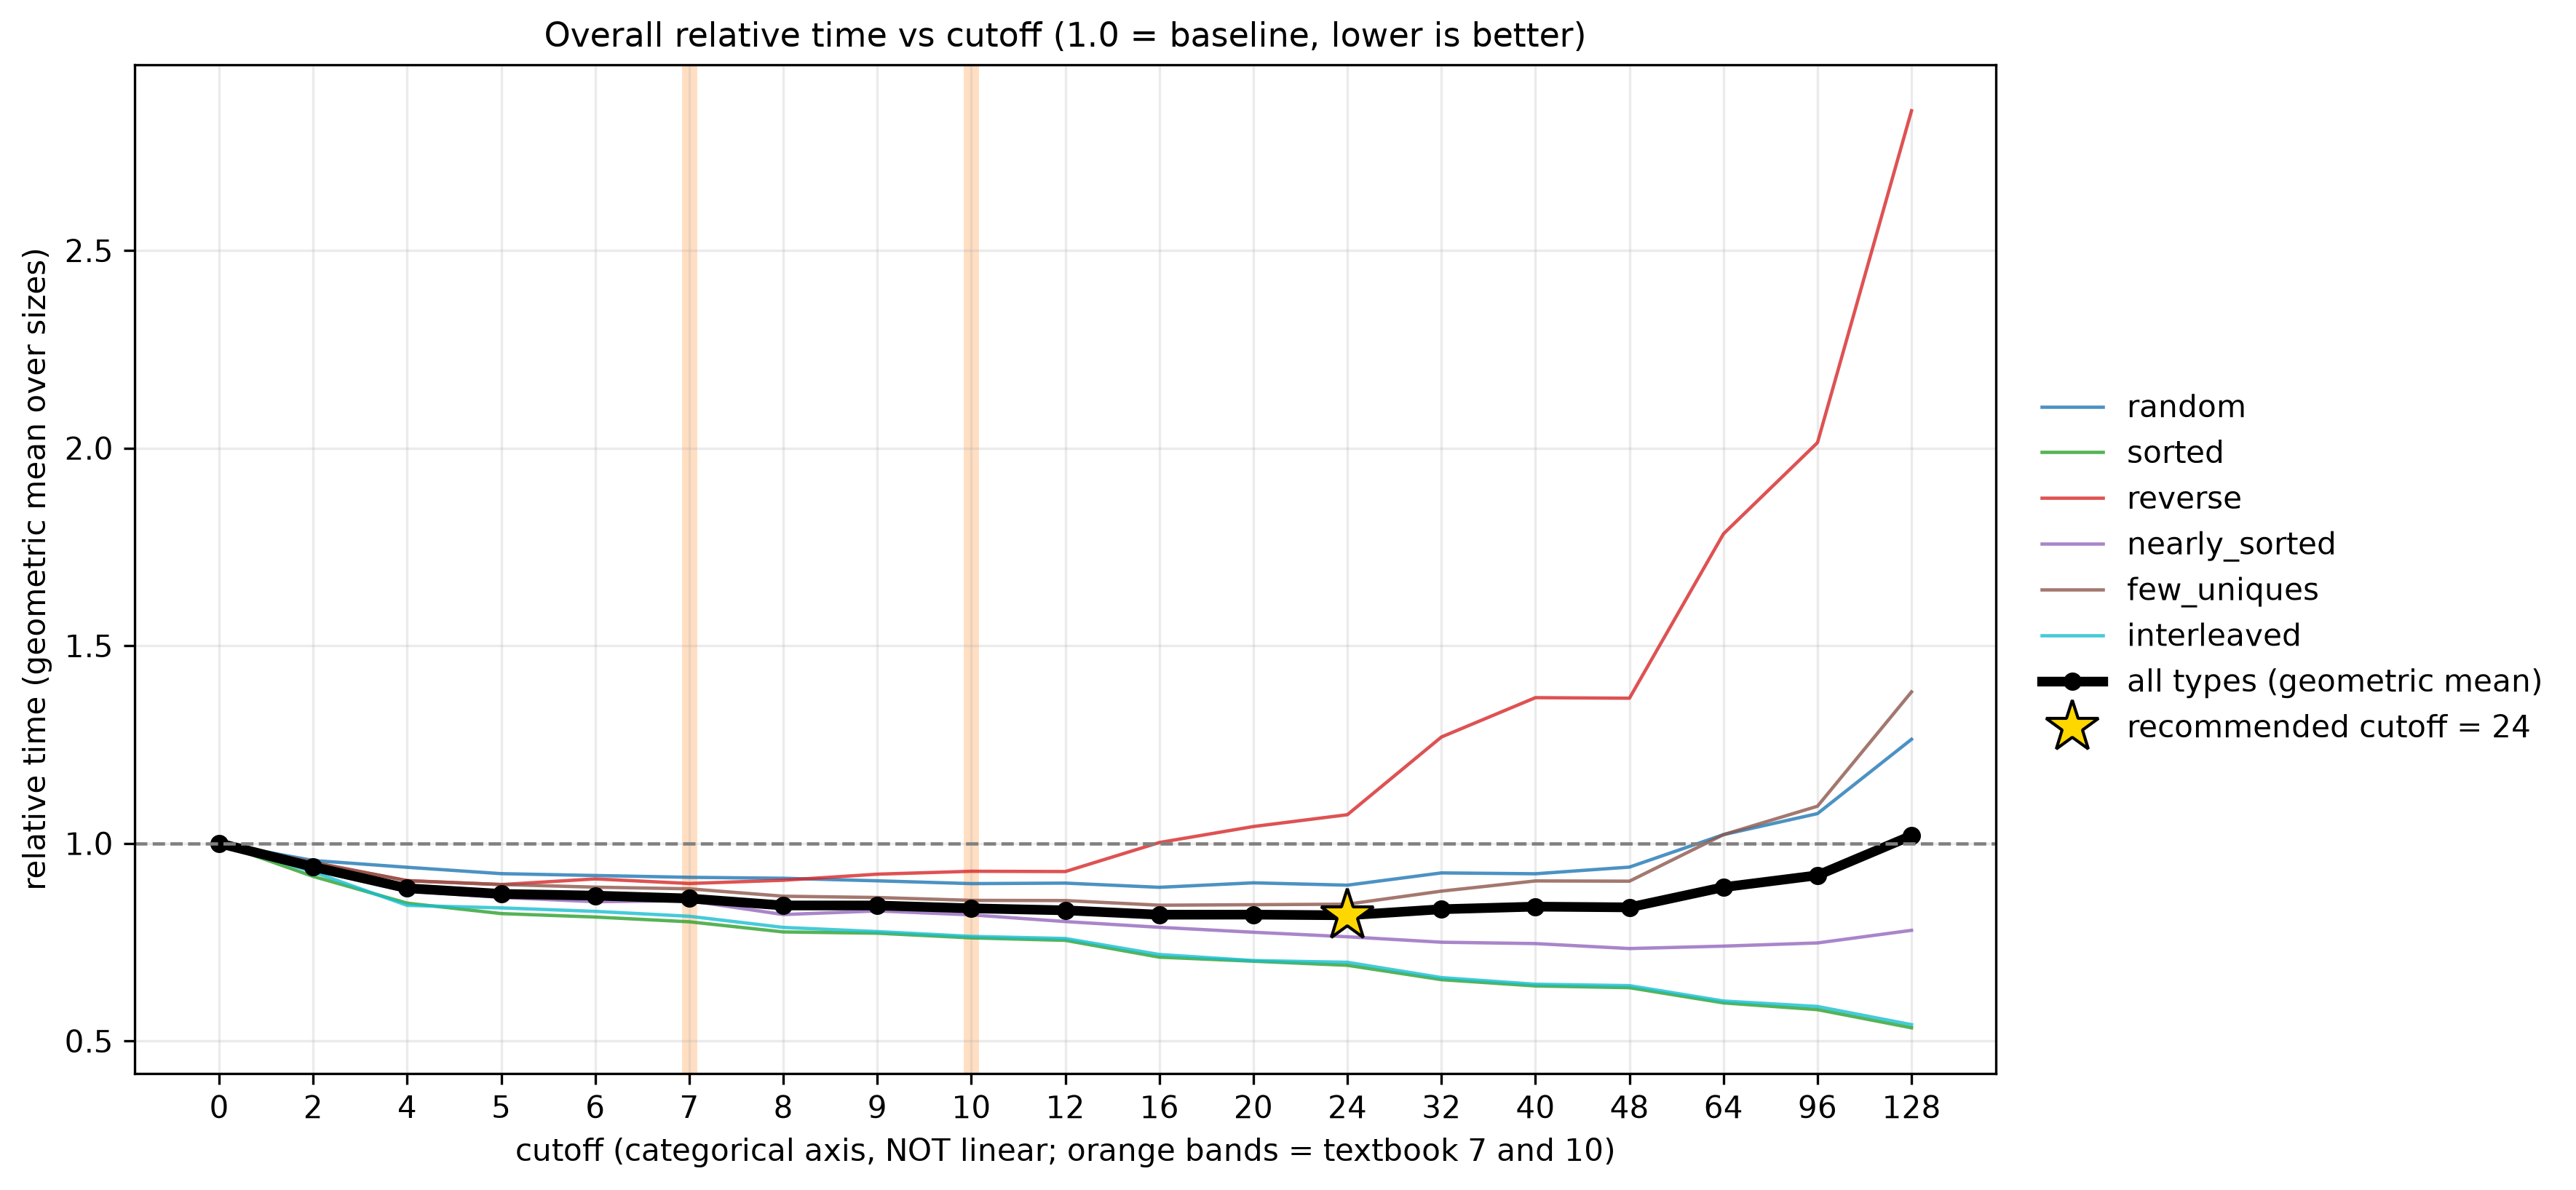 Overall relative time vs cutoff (1.0 = baseline, lower is better)
relative time (geometric mean over sizes)
2.5
2.0
1.5
1.0
0.5
0 2 4 5 6 7 8 9 10 12 16 20 24 32 40 48 64 96 128
cutoff (categorical axis, NOT linear; orange bands = textbook 7 and 10)
random
sorted
reverse
nearly_sorted
few_uniques
interleaved
all types (geometric mean)
recommended cutoff = 24